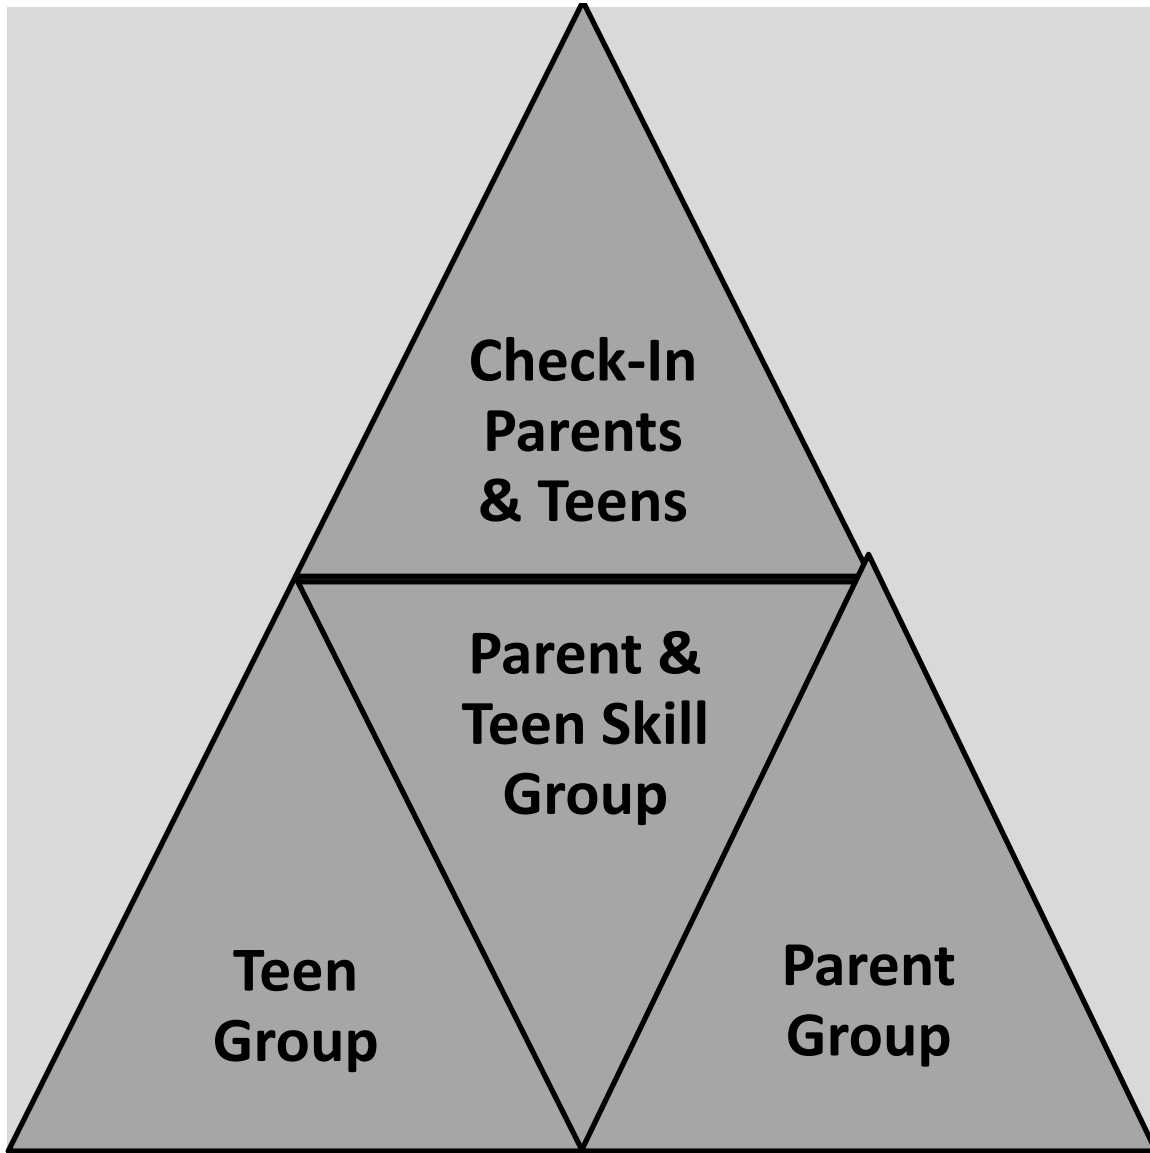 Check-In
Parents
& Teens
Parent &
Teen Skill
Group
Teen
Group
Parent
Group